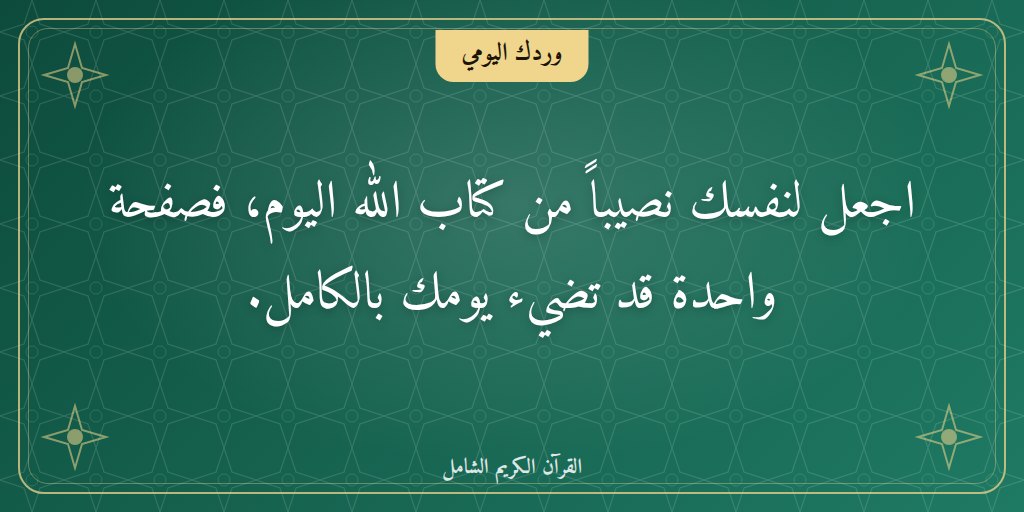 وردك اليومي
اجعل لنفسك نصيباً من كتاب الله اليوم، فصفحة
واحدة قد تضيء يومك بالكامل.
القرآن الكريم الشامل